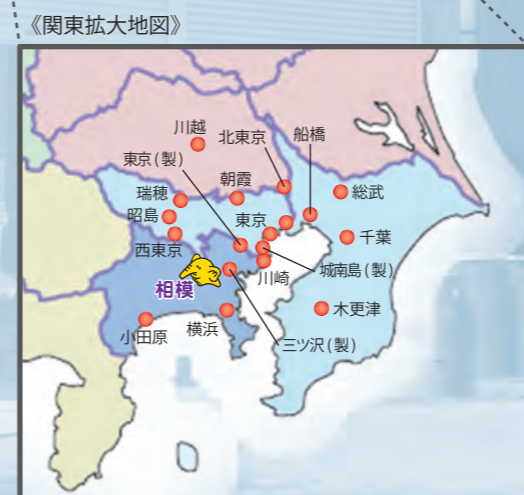 《関東拡大地図》
川越
北東京
船橋
東京(製)
朝霞
瑞穂
総武
昭島
東京
千葉
西東京
城南島(製)
川崎
相模
木更津
小田原
横浜
三ツ沢(製)